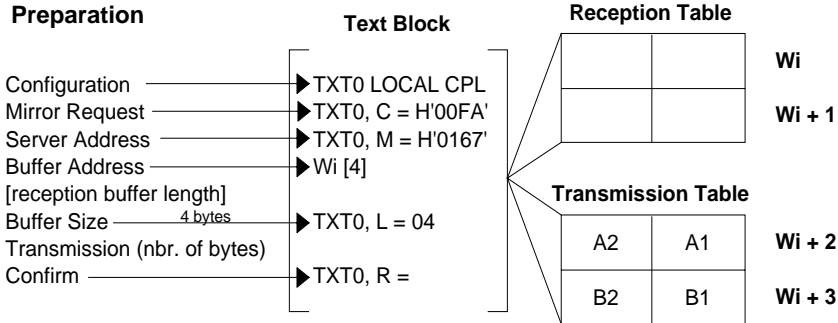 Preparation
Text Block
Reception Table
Configuration TXT0 LOCAL CPL
Mirror Request TXT0, C = H'00FA'
Server Address TXT0, M = H'0167'
Buffer Address Wi [4]
[reception buffer length]
Buffer Size 4 bytes TXT0, L = 04
Transmission (nbr. of bytes)
Confirm TXT0, R =
Wi
Wi + 1
Transmission Table
A2 A1 Wi + 2
B2 B1 Wi + 3